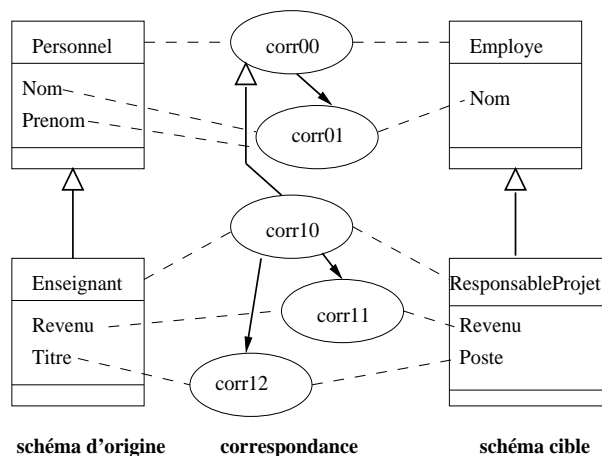 Personnel
corr00
Employe
Nom
Prenom
Nom
corr01
corr10
Enseignant
ResponsableProjet
Revenu
corr11
Revenu
Titre
Poste
corr12
schéma d'origine
correspondance
schéma cible